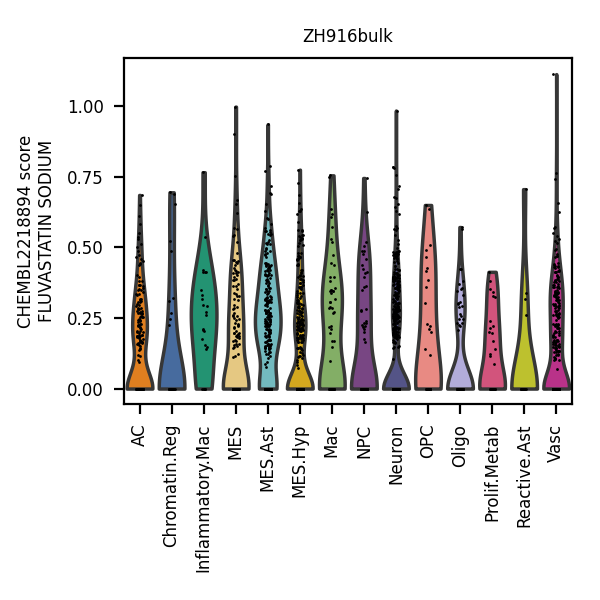 ZH916bulk
CHEMBL2218894 score
FLUVASTATIN SODIUM
1.00
0.75
0.50
0.25
0.00
AC
Chromatin.Reg
Inflammatory.Mac
MES
MES.Ast
MES.Hyp
Mac
NPC
Neuron
OPC
Oligo
Prolif.Metab
Reactive.Ast
Vasc